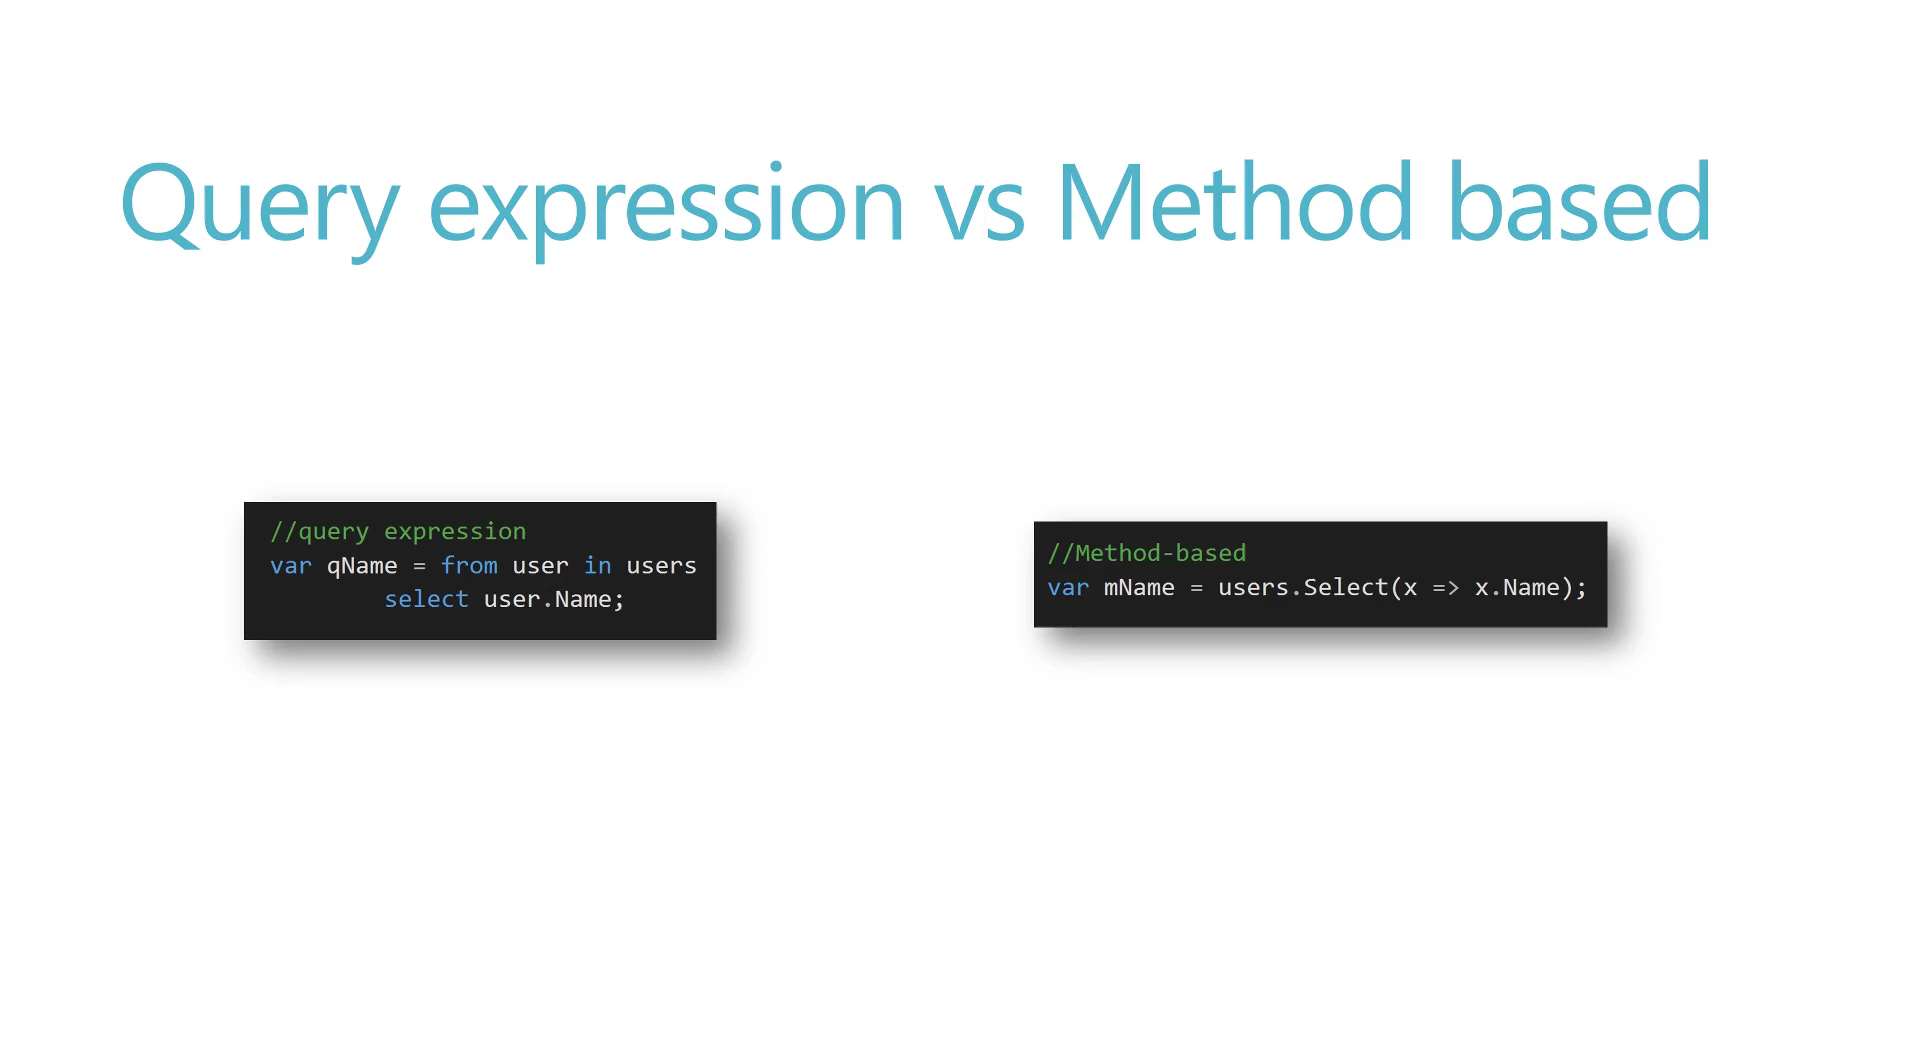 Query expression vs Method based
//query expression
var qName = from user in users
select user.Name;
//Method-based
var mName = users.Select(x => x.Name);